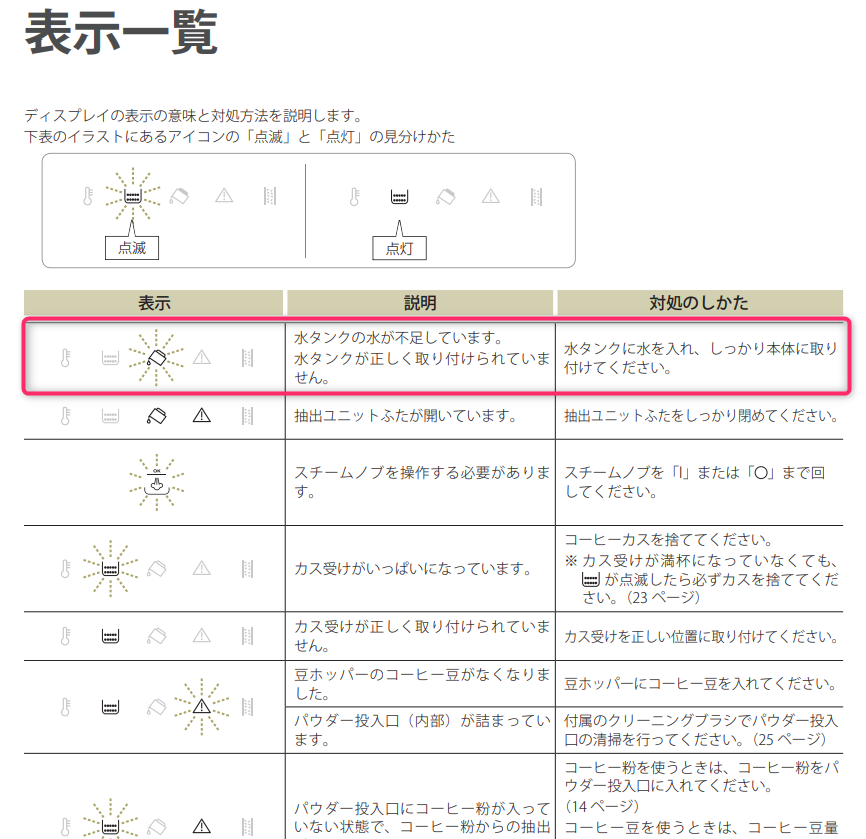 表示一覧
ディスプレイの表示の意味と対処方法を説明します。
下表のイラストにあるアイコンの「点滅」と「点灯」の見分けかた
点滅
点灯
表示
説明
対処のしかた
水タンクの水が不足しています。
水タンクが正しく取り付けられていま
せん。
水タンクに水を入れ、しっかり本体に取り
付けてください。
抽出ユニットふたが開いています。
抽出ユニットふたをしっかり閉めてください。
OK
スチームノブを操作する必要がありま
す。
スチームノブを「I」または「〇」まで回
してください。
カス受けがいっぱいになっています。
コーヒーカスを捨ててください。
※ カス受けが満杯になっていなくても、
が点滅したら必ずカスを捨ててくだ
さい。(23 ページ)
カス受けが正しく取り付けられていま
せん。
カス受けを正しい位置に取り付けてください。
豆ホッパーのコーヒー豆がなくなりま
した。
豆ホッパーにコーヒー豆を入れてください。
パウダー投入口(内部)が詰まってい
ます。
付属のクリーニングブラシでパウダー投入
口の清掃を行ってください。(25 ページ)
パウダー投入口にコーヒー粉が入って
いない状態で、コーヒー粉からの抽出
コーヒー粉を使うときは、コーヒー粉をパ
ウダー投入口に入れてください。
(14 ページ)
コーヒー豆を使うときは、コーヒー豆量